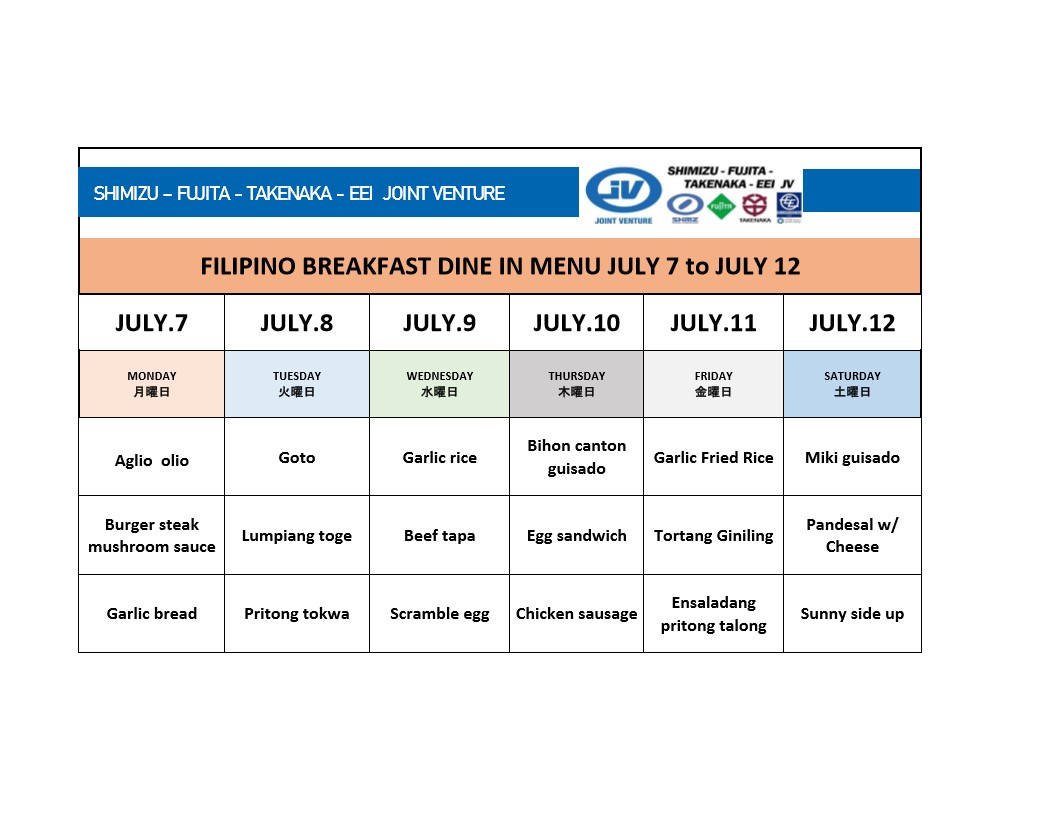 SHIMIZU – FUJITA - TAKENAKA - EEI JOINT VENTURE
JV
JOINT VENTURE
SHIMIZU - FUJITA -
TAKENAKA - EEI JV
SHIMZ
FUJITA
TAKENAKA
FILIPINO BREAKFAST DINE IN MENU JULY 7 to JULY 12
JULY.7 JULY.8 JULY.9 JULY.10 JULY.11 JULY.12
MONDAY TUESDAY WEDNESDAY THURSDAY FRIDAY SATURDAY
月曜日 火曜日 水曜日 木曜日 金曜日 土曜日
Aglio olio
Goto
Garlic rice
Bihon canton
guisado
Garlic Fried Rice
Miki guisado
Burger steak
mushroom sauce
Lumpiang toge
Beef tapa
Egg sandwich
Tortang Giniling
Pandesal w/
Cheese
Garlic bread
Pritong tokwa
Scramble egg
Chicken sausage
Ensaladang
pritong talong
Sunny side up